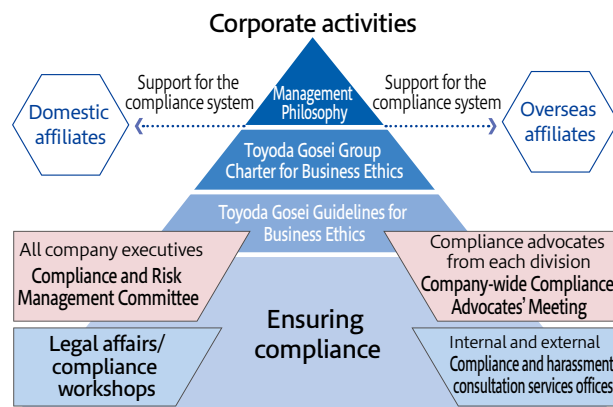 Corporate activities
Support for the
compliance system
Support for the
compliance system
Domestic
affiliates
Management
Philosophy
Overseas
affiliates
Toyoda Gosei Group
Charter for Business Ethics
Toyoda Gosei Guidelines for
Business Ethics
All company executives
Compliance and Risk
Management Committee
Compliance advocates
from each division
Company-wide Compliance
Advocates' Meeting
Ensuring
compliance
Legal affairs/
compliance
workshops
Internal and external
Compliance and harassment
consultation services offices